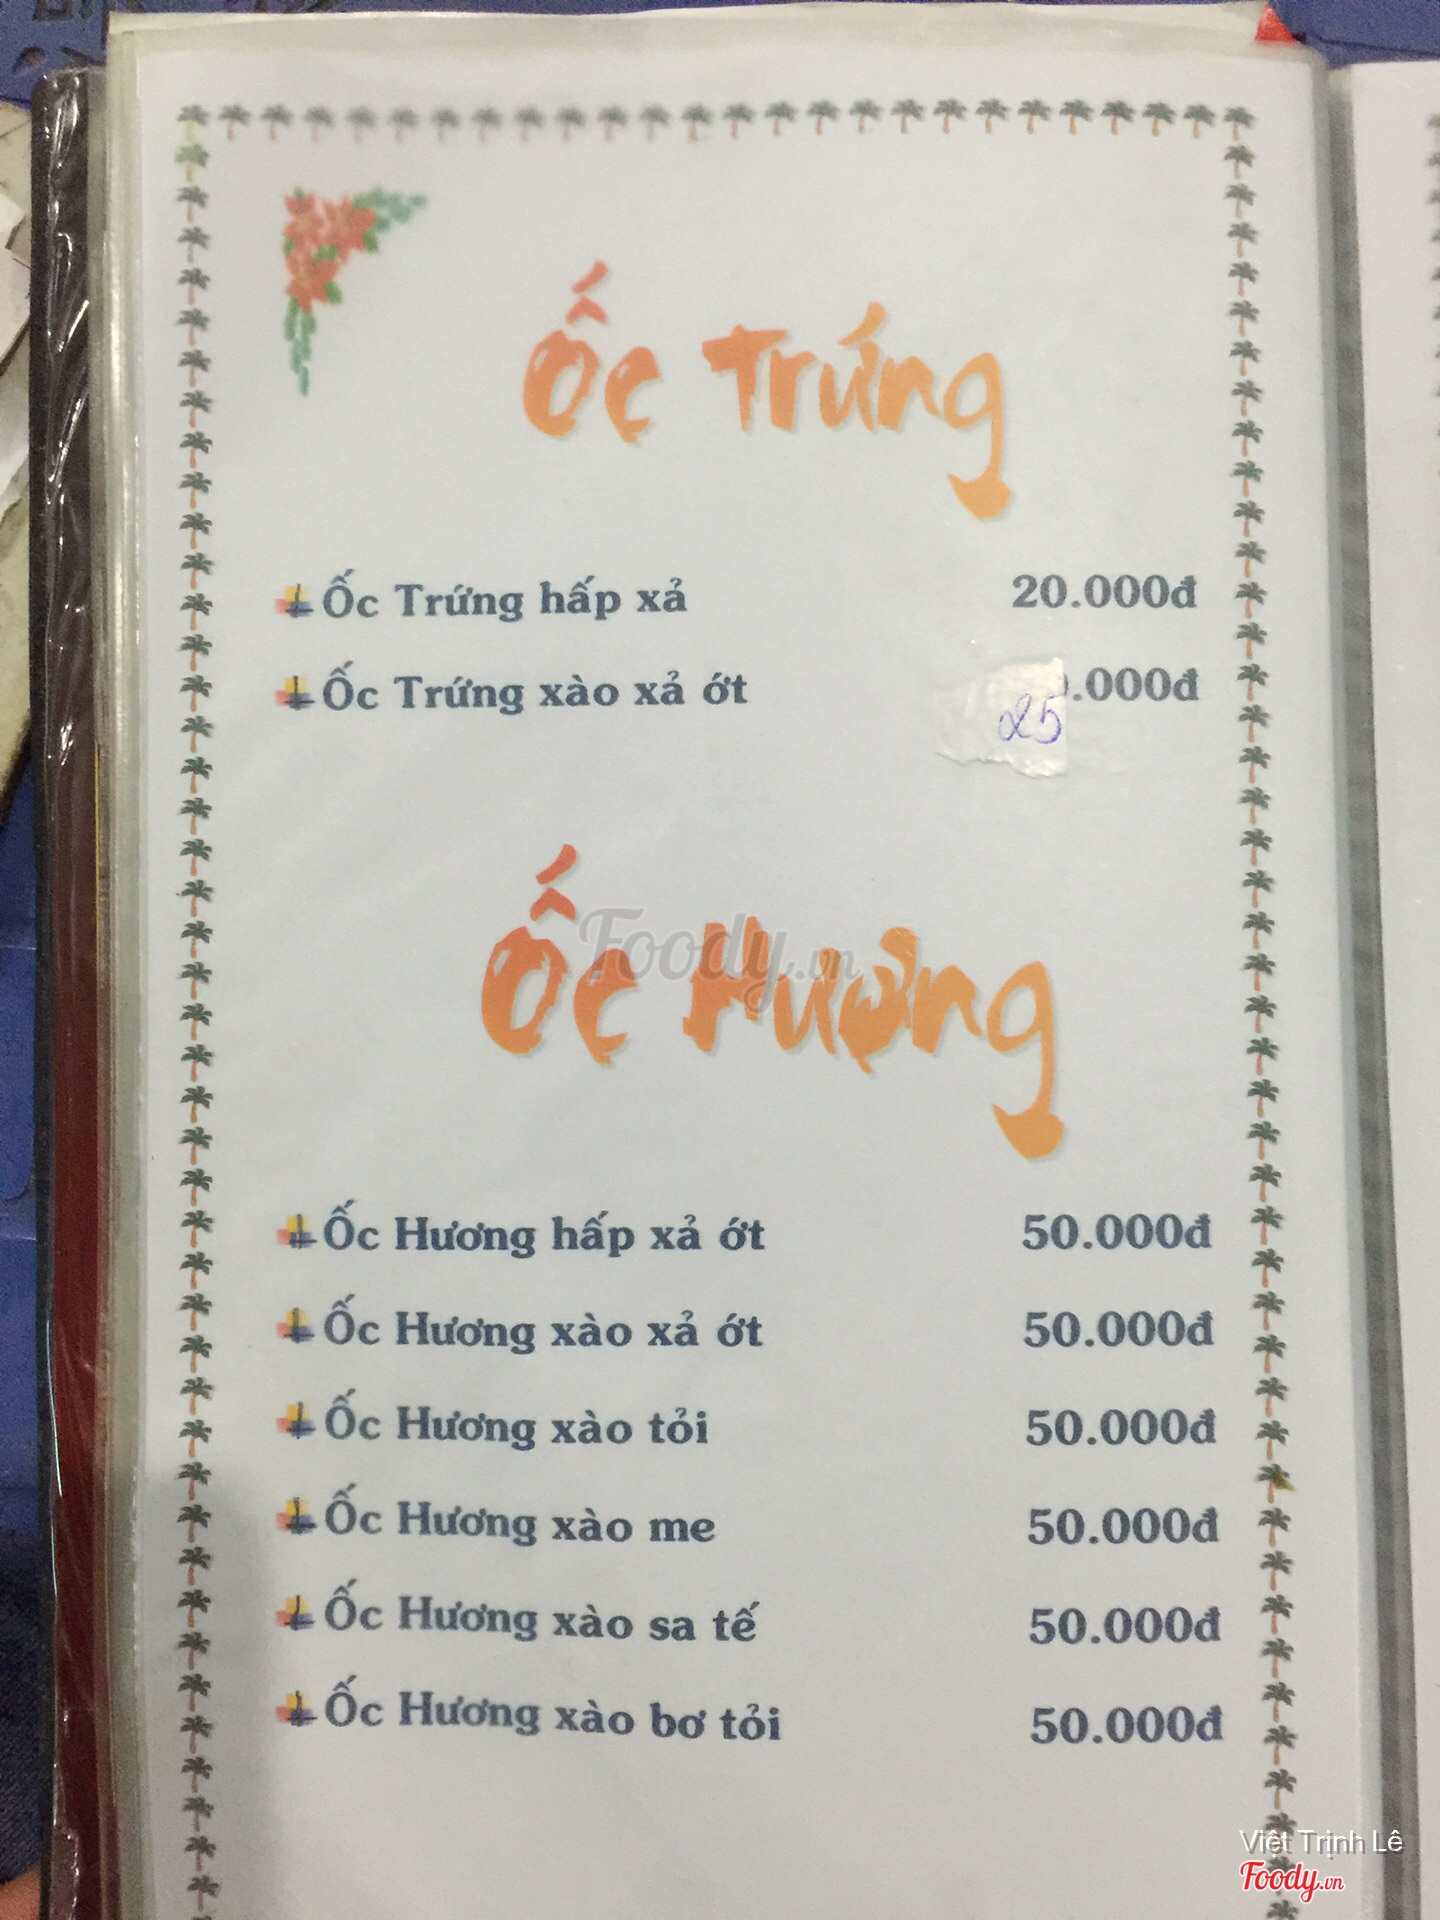 Ốc Trứng
Ốc Trứng hấp xả 20.000đ
Ốc Trứng xào xả ớt 25.000đ
Foody.vn
Ốc Hương
Ốc Hương hấp xả ớt 50.000đ
Ốc Hương xào xả ớt 50.000đ
Ốc Hương xào tỏi 50.000đ
Ốc Hương xào me 50.000đ
Ốc Hương xào sa tế 50.000đ
Ốc Hương xào bơ tỏi 50.000đ
Việt Trịnh Lê
Foody.vn